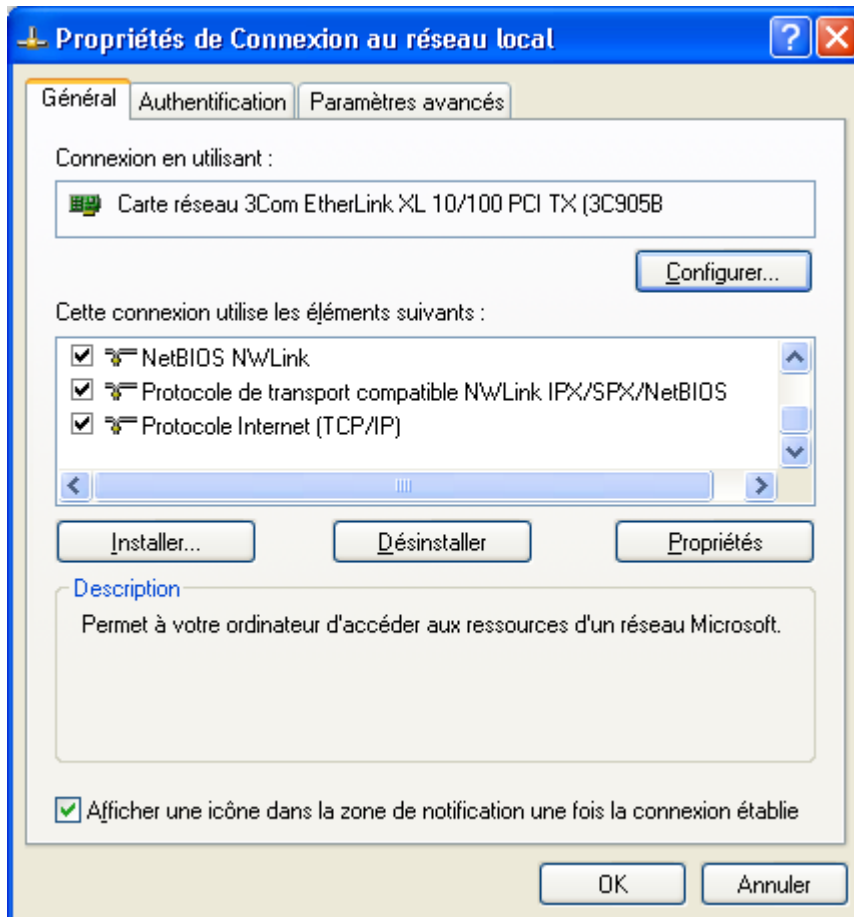 Propriétés de Connexion au réseau local
Général Authentification Paramètres avancés
Connexion en utilisant :
Carte réseau 3Com EtherLink XL 10/100 PCI TX (3C905B
Configurer...
Cette connexion utilise les éléments suivants :
NetBIOS NWLink
Protocole de transport compatible NWLink IPX/SPX/NetBIOS
Protocole Internet (TCP/IP)
Installer... Désinstaller Propriétés
Description
Permet à votre ordinateur d'accéder aux ressources d'un réseau Microsoft.
Afficher une icône dans la zone de notification une fois la connexion établie
OK Annuler